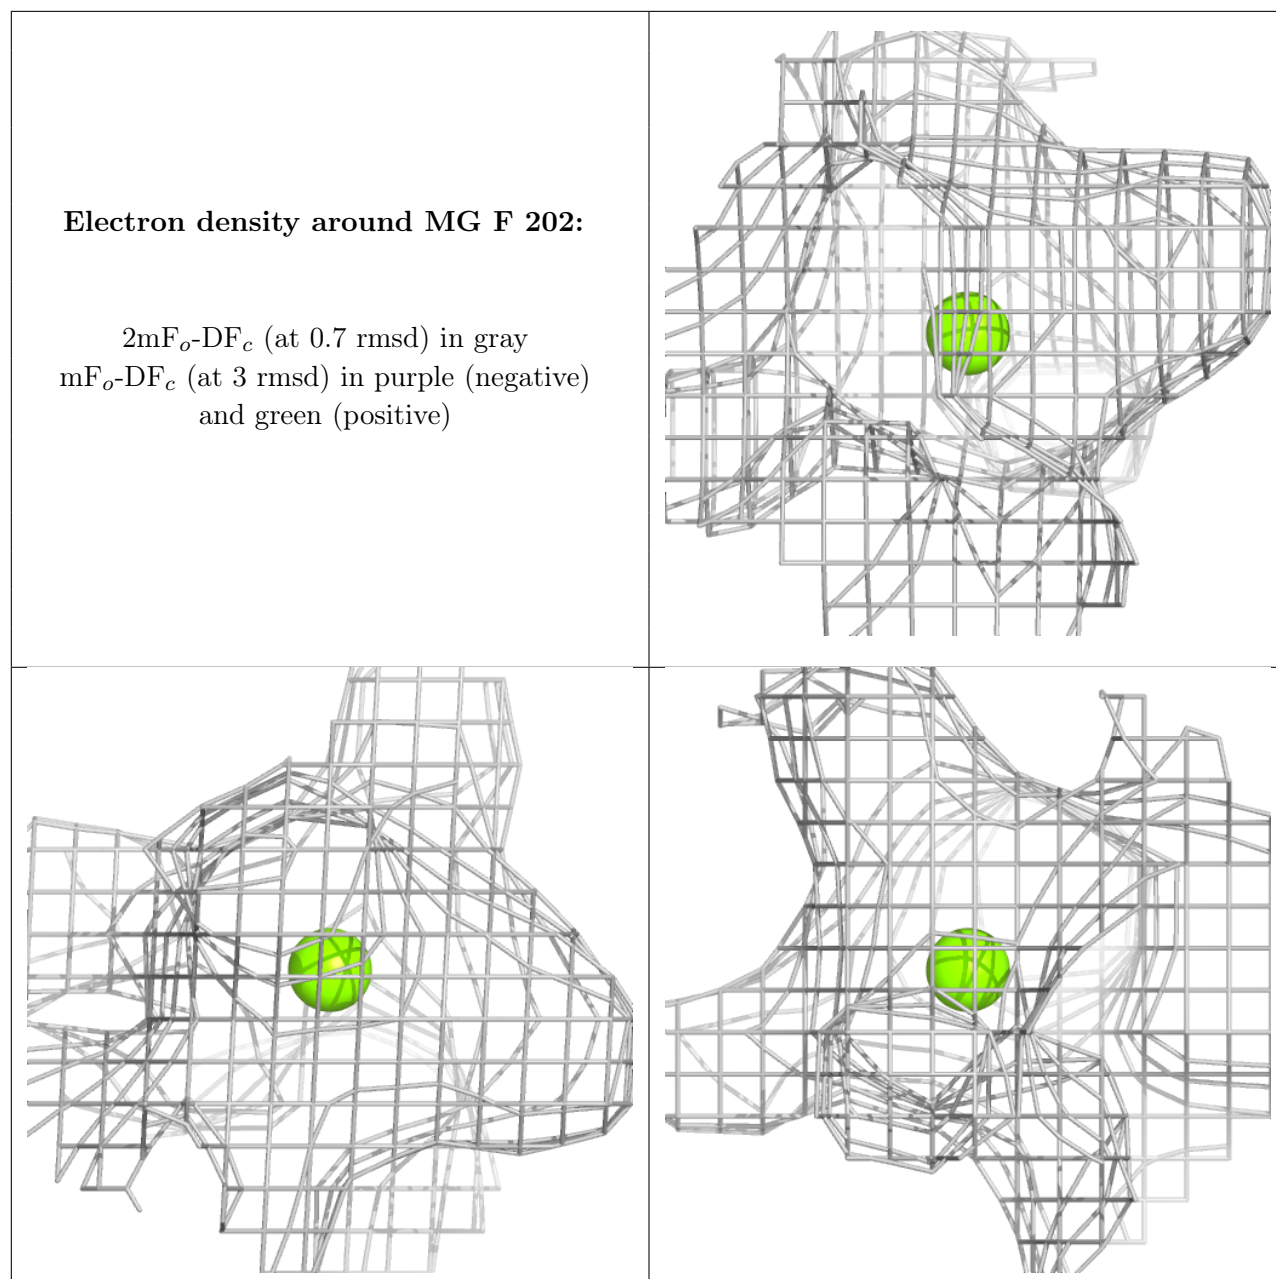 Electron density around MG F 202:
2mFo-DFc (at 0.7 rmsd) in gray
mFo-DFc (at 3 rmsd) in purple (negative)
and green (positive)